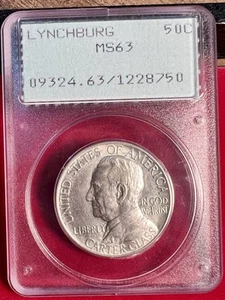 LYNCHBURG 50C
MS63
09324.63/1228750
UNITED STATES OF AMERICA
LIBERTY
IN GOD
WE TRUST
CARTER GLASS